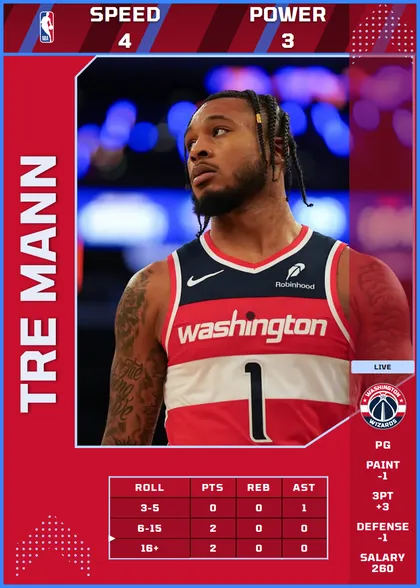 SPEED
4
POWER
3
NBA
TRE MANN
Robinhood
washington
1
LIVE
WASHINGTON
WIZARDS
PG
PAINT
-1
3PT
+3
DEFENSE
-1
SALARY
260
ROLL PTS REB AST
3-5 0 0 1
6-15 2 0 0
16+ 2 0 0